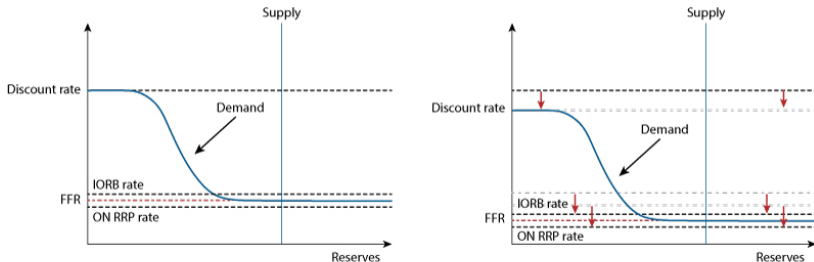 Supply
Discount rate
Demand
IORB rate
FFR
ON RRP rate
Reserves
Supply
Discount rate
Demand
IORB rate
FFR
ON RRP rate
Reserves